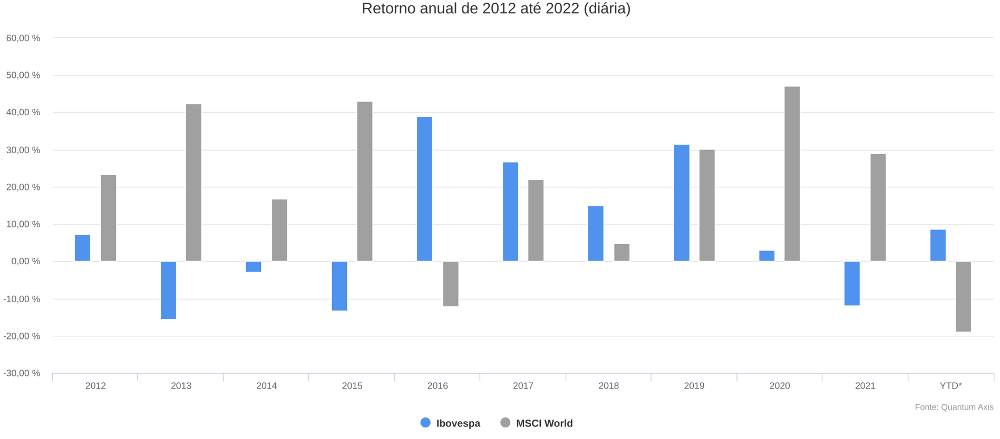 Retorno anual de 2012 até 2022 (diária)
60,00 %
50,00 %
40,00 %
30,00 %
20,00 %
10,00 %
0,00 %
-10,00 %
-20,00 %
-30,00 %
2012 2013 2014 2015 2016 2017 2018 2019 2020 2021 YTD*
Fonte: Quantum Axis
Ibovespa MSCI World